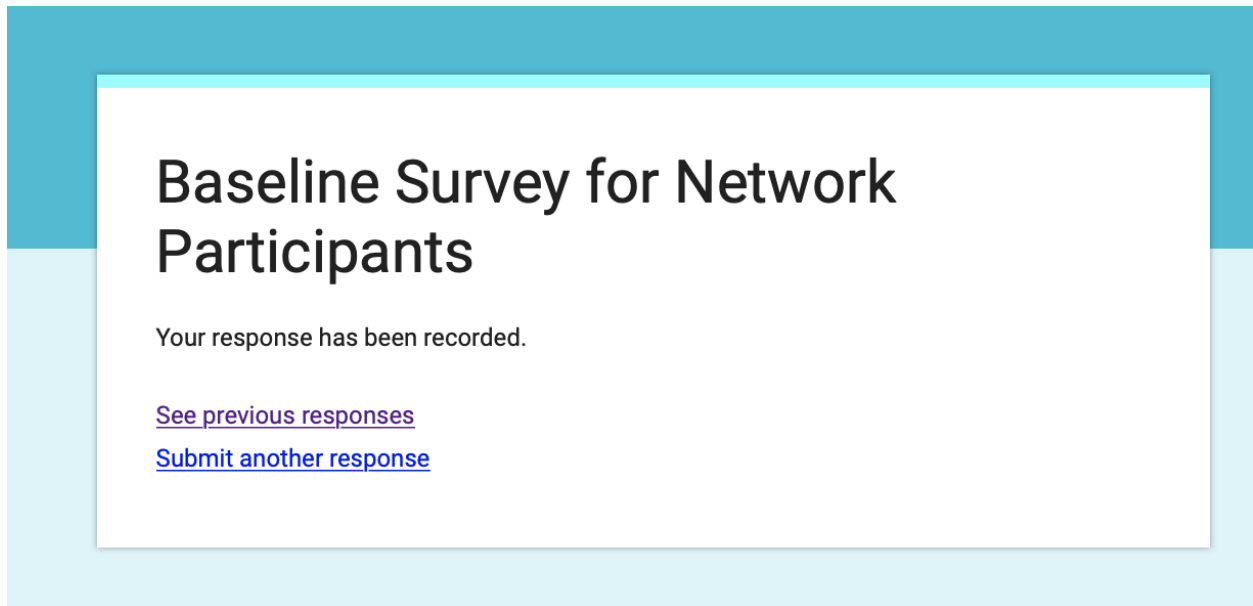 Baseline Survey for Network
Participants
Your response has been recorded.
See previous responses
Submit another response